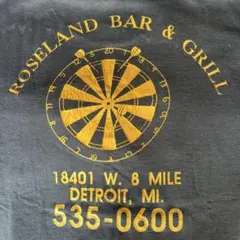 ROSELAND BAR & GRILL
18401 W. 8 MILE
DETROIT, MI.
535-0600